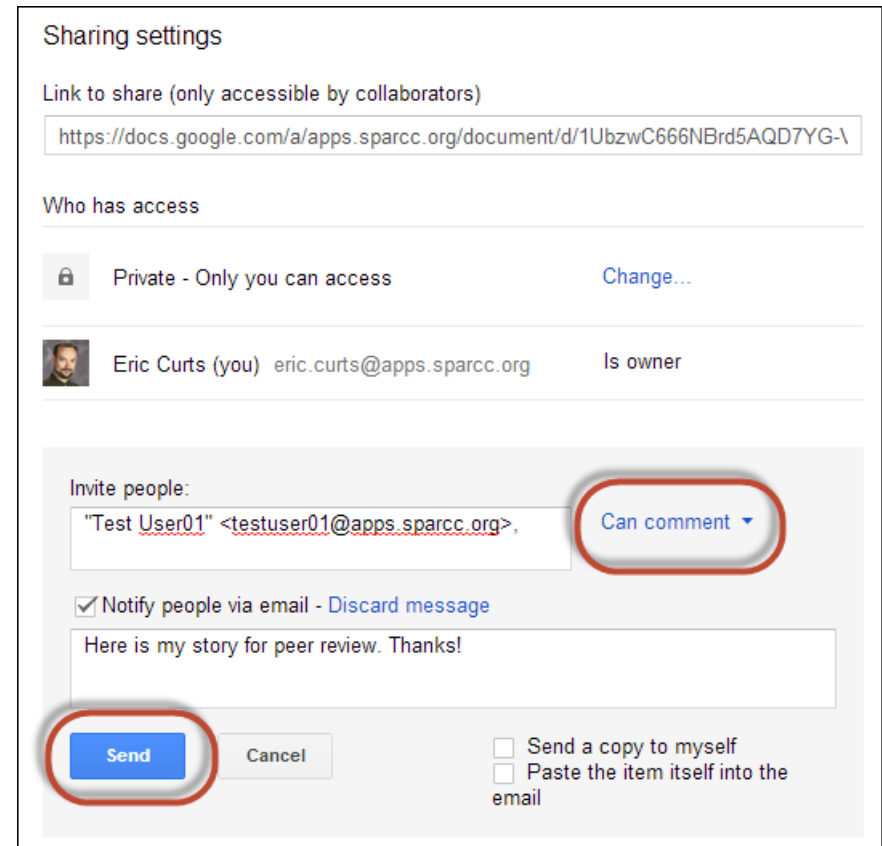 Sharing settings
Link to share (only accessible by collaborators)
https://docs.google.com/a/apps.sparcc.org/document/d/1UbzwC666NBrd5AQD7YG-V
Who has access
Private - Only you can access Change...
Eric Curts (you) eric.curts@apps.sparcc.org Is owner
Invite people:
"Test User01" <testuser01@apps.sparcc.org>, Can comment
Notify people via email - Discard message
Here is my story for peer review. Thanks!
Send Cancel Send a copy to myself
Paste the item itself into the
email